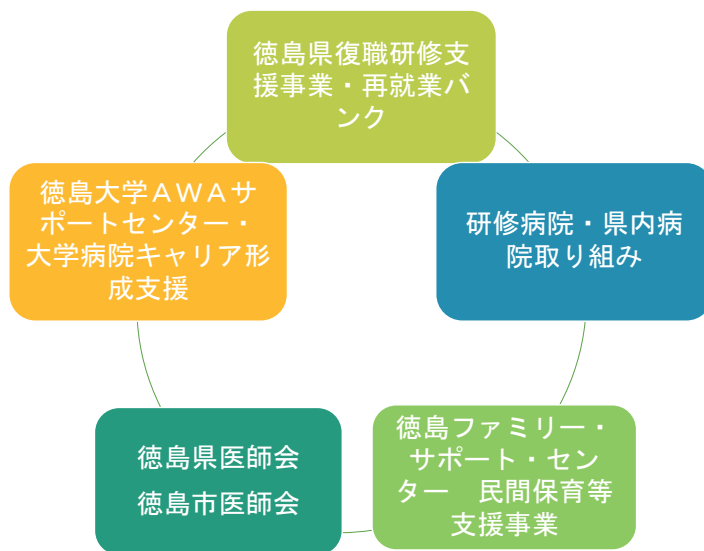 徳島県復職研修支
援事業・再就業バ
ンク
徳島大学ＡＷＡサ
ポートセンター・
大学病院キャリア形
成支援
研修病院・県内病
院取り組み
徳島県医師会
徳島市医師会
徳島ファミリー・
サポート・セン
ター　民間保育等
支援事業